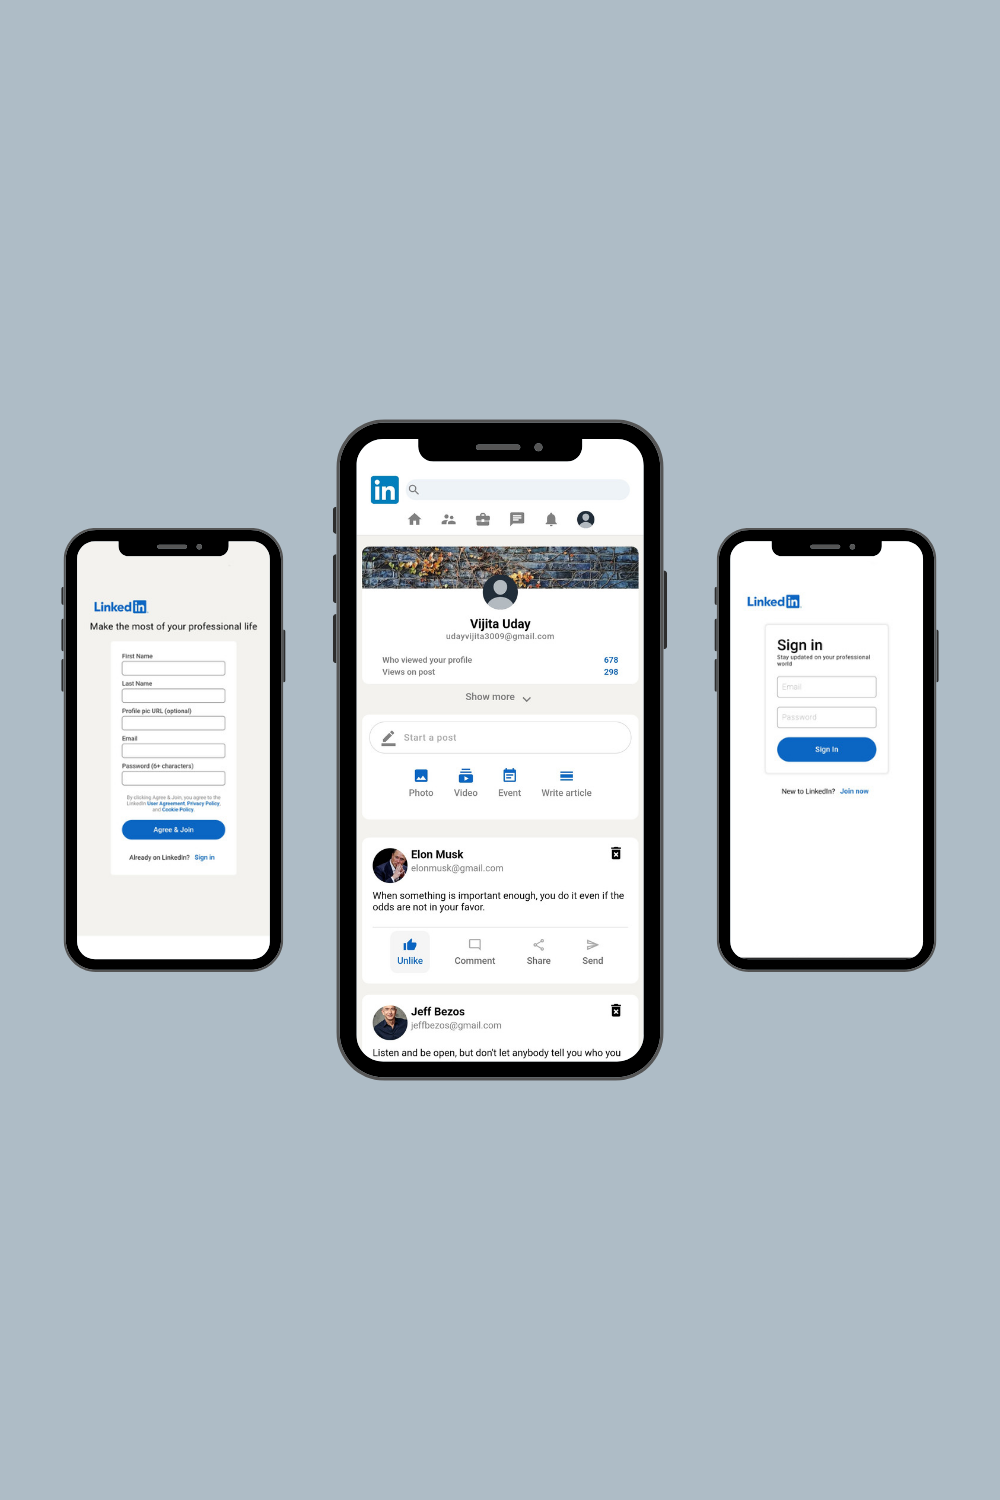 Linked in
Make the most of your professional life
First Name
Last Name
Profile pic URL (optional)
Email
Password (6+ characters)
By clicking Agree & Join, you agree to the
LinkedIn User Agreement, Privacy Policy,
and Cookie Policy.
Agree & Join
Already on LinkedIn? Sign in
in
Vijita Uday
udayvijita3009@gmail.com
Who viewed your profile 678
Views on post 298
Show more
Start a post
Photo Video Event Write article
Elon Musk
elonmusk@gmail.com
When something is important enough, you do it even if the
odds are not in your favor.
Unlike Comment Share Send
Jeff Bezos
jeffbezos@gmail.com
Listen and be open, but don't let anybody tell you who you
Linked in
Sign in
Stay updated on your professional
world
Email
Password
Sign In
New to LinkedIn? Join now